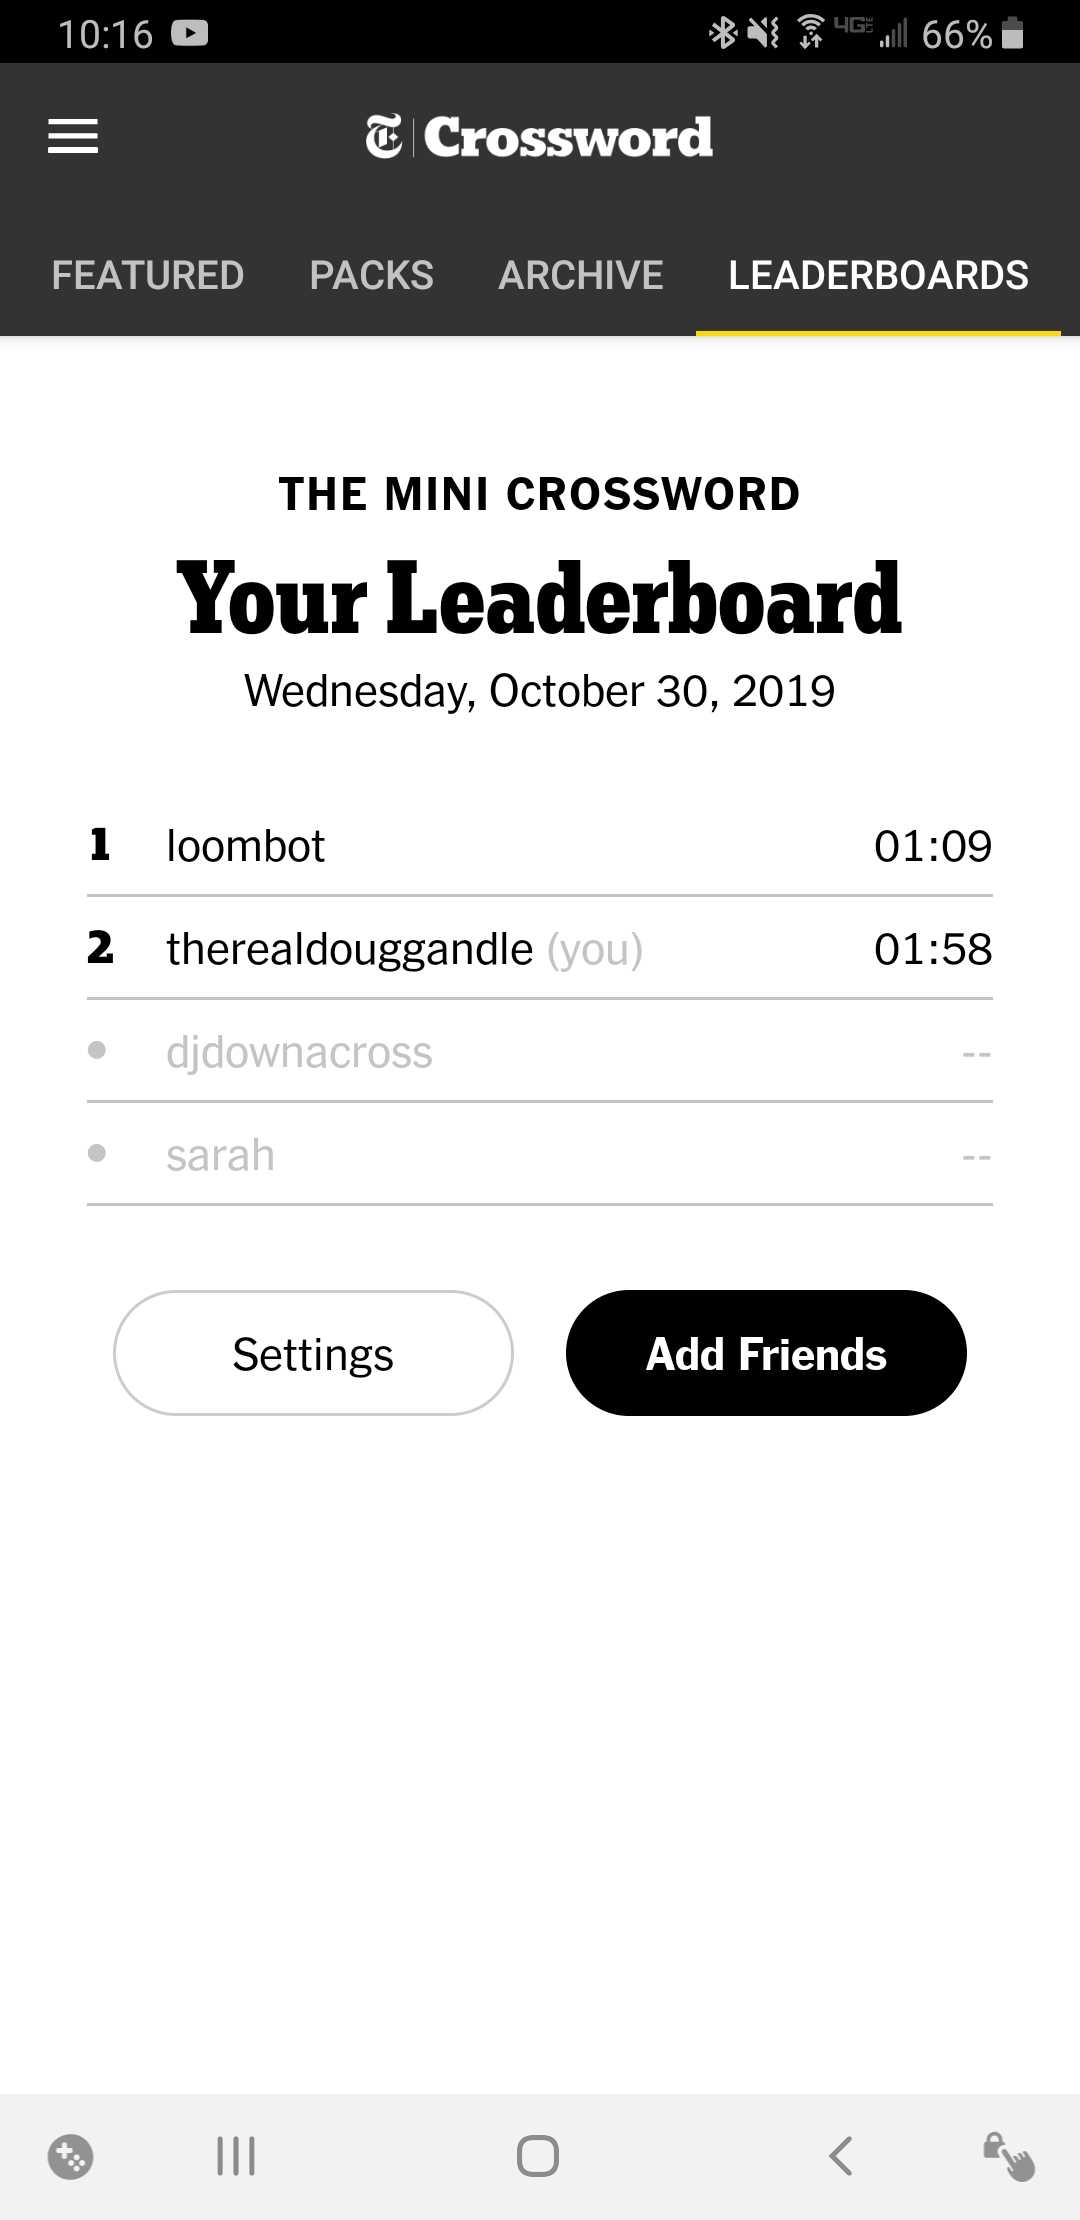 10:16 4G 66%
T Crossword
FEATURED PACKS ARCHIVE LEADERBOARDS
THE MINI CROSSWORD
Your Leaderboard
Wednesday, October 30, 2019
1 loombot 01:09
2 therealdouggandle (you) 01:58
• djdownacross --
• sarah --
Settings Add Friends